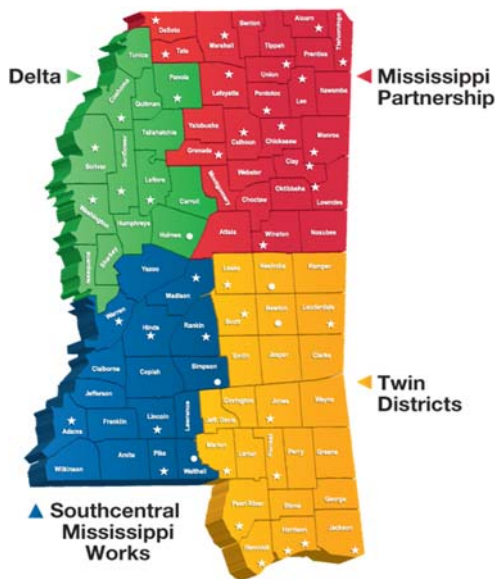 DeSoto
Benton
Alcorn
Tishomingo
Marshall
Tippah
Prentiss
Tunica
Tate
Delta
Panola
Union
Mississippi
Partnership
Coahoma
Lafayette
Pontotoc
Lee
Itawamba
Quitman
Yalobusha
Tallahatchie
Calhoun
Chickasaw
Monroe
Grenada
Clay
Bolivar
Sunflower
Webster
Leflore
Montgomery
Oktibbeha
Choctaw
Lowndes
Washington
Carroll
Humphreys
Holmes
Attala
Winston
Noxubee
Sharkey
Issaquena
Yazoo
Leake
Neshoba
Kemper
Madison
Warren
Scott
Newton
Lauderdale
Hinds
Rankin
Smith
Jasper
Clarke
Claiborne
Copiah
Simpson
Twin
Districts
Jefferson
Covington
Jones
Wayne
Jeff. Davis
Adams
Franklin
Lincoln
Lawrence
Marion
Lamar
Forrest
Perry
Greene
Wilkinson
Amite
Pike
Walthall
Southcentral
Mississippi
Works
Pearl River
Stone
George
Hancock
Harrison
Jackson